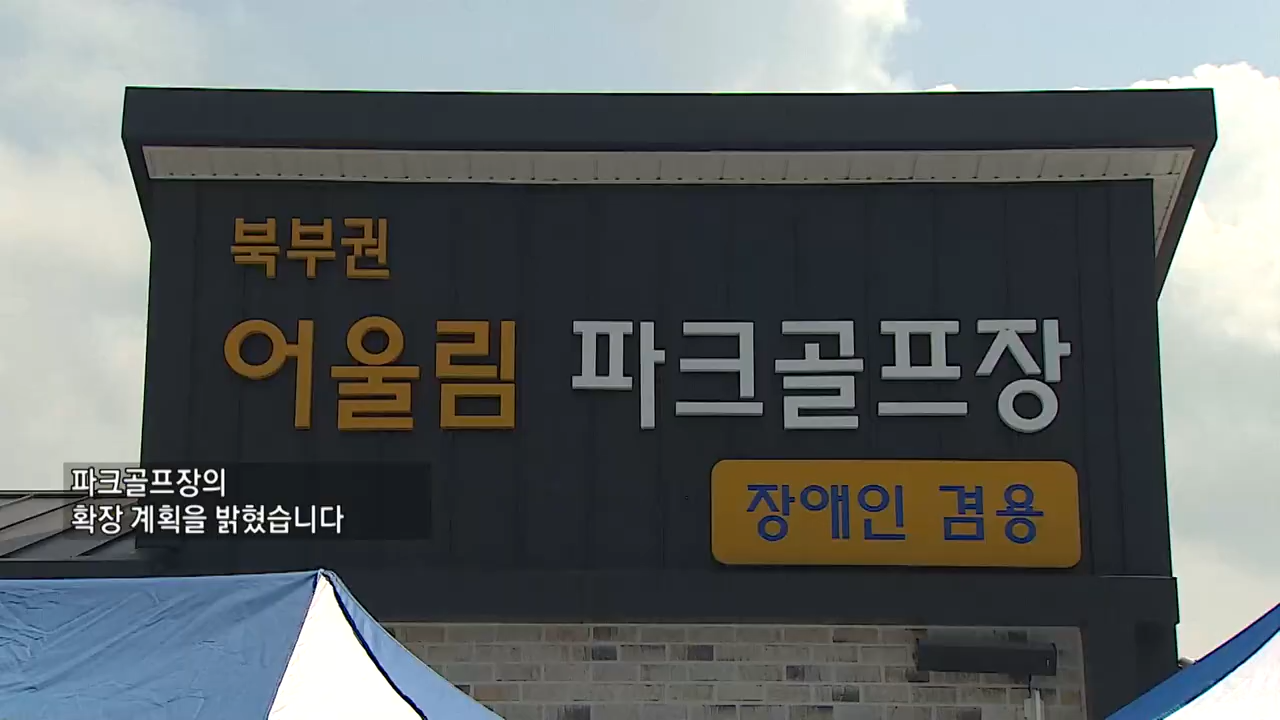 북부권
어울림 파크골프장
장애인 겸용
파크골프장의
확장 계획을 밝혔습니다